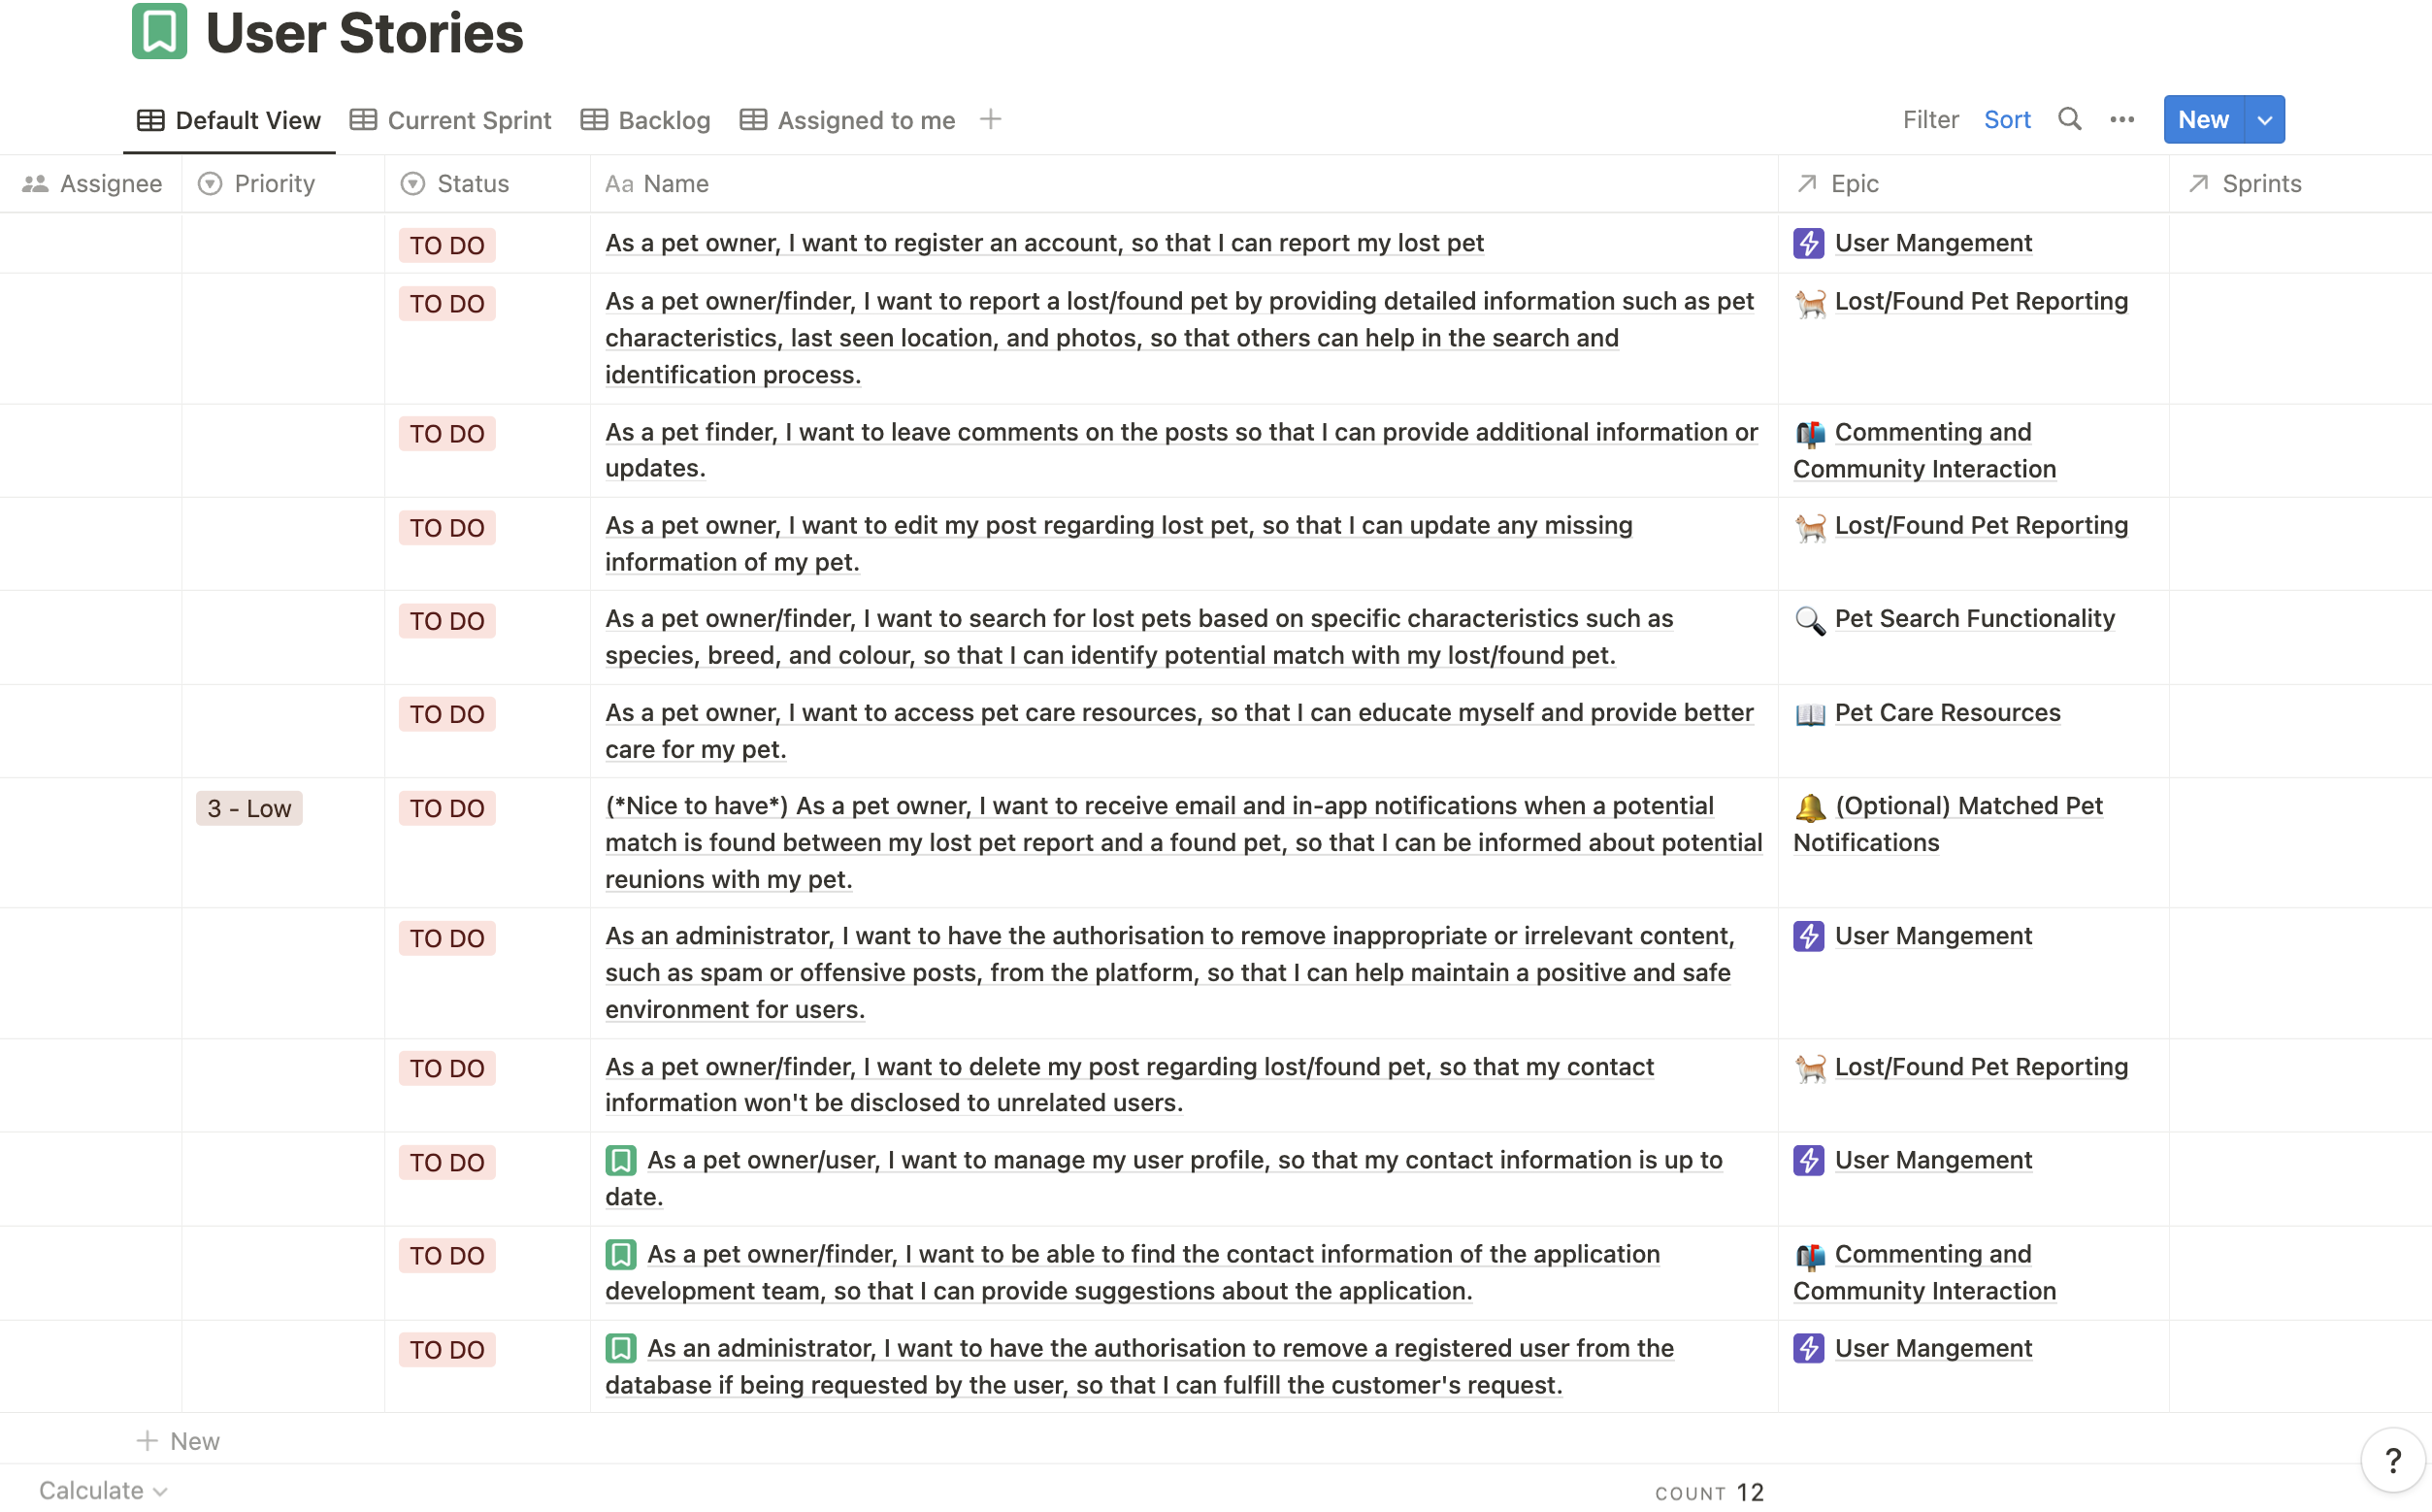 User Stories
Default View Current Sprint Backlog Assigned to me
Filter Sort New
Assignee Priority Status Aa Name Epic Sprints
TO DO As a pet owner, I want to register an account, so that I can report my lost pet User Mangement
TO DO As a pet owner/finder, I want to report a lost/found pet by providing detailed information such as pet Lost/Found Pet Reporting
characteristics, last seen location, and photos, so that others can help in the search and
identification process.
TO DO As a pet finder, I want to leave comments on the posts so that I can provide additional information or Commenting and
updates. Community Interaction
TO DO As a pet owner, I want to edit my post regarding lost pet, so that I can update any missing Lost/Found Pet Reporting
information of my pet.
TO DO As a pet owner/finder, I want to search for lost pets based on specific characteristics such as Pet Search Functionality
species, breed, and colour, so that I can identify potential match with my lost/found pet.
TO DO As a pet owner, I want to access pet care resources, so that I can educate myself and provide better Pet Care Resources
care for my pet.
3 - Low TO DO (*Nice to have*) As a pet owner, I want to receive email and in-app notifications when a potential (Optional) Matched Pet
match is found between my lost pet report and a found pet, so that I can be informed about potential Notifications
reunions with my pet.
TO DO As an administrator, I want to have the authorisation to remove inappropriate or irrelevant content, User Mangement
such as spam or offensive posts, from the platform, so that I can help maintain a positive and safe
environment for users.
TO DO As a pet owner/finder, I want to delete my post regarding lost/found pet, so that my contact Lost/Found Pet Reporting
information won't be disclosed to unrelated users.
TO DO As a pet owner/user, I want to manage my user profile, so that my contact information is up to User Mangement
date.
TO DO As a pet owner/finder, I want to be able to find the contact information of the application Commenting and
development team, so that I can provide suggestions about the application. Community Interaction
TO DO As an administrator, I want to have the authorisation to remove a registered user from the User Mangement
database if being requested by the user, so that I can fulfill the customer's request.
New
?
Calculate COUNT 12